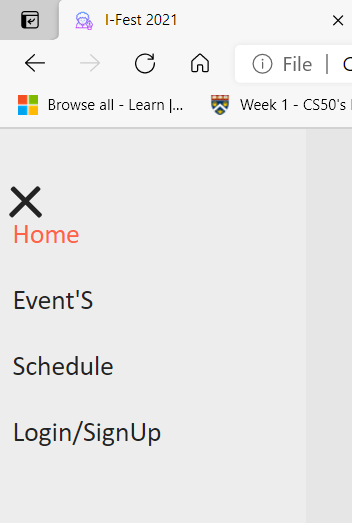 I-Fest 2021
File
Browse all - Learn |...
Week 1 - CS50's
Home
Event'S
Schedule
Login/SignUp